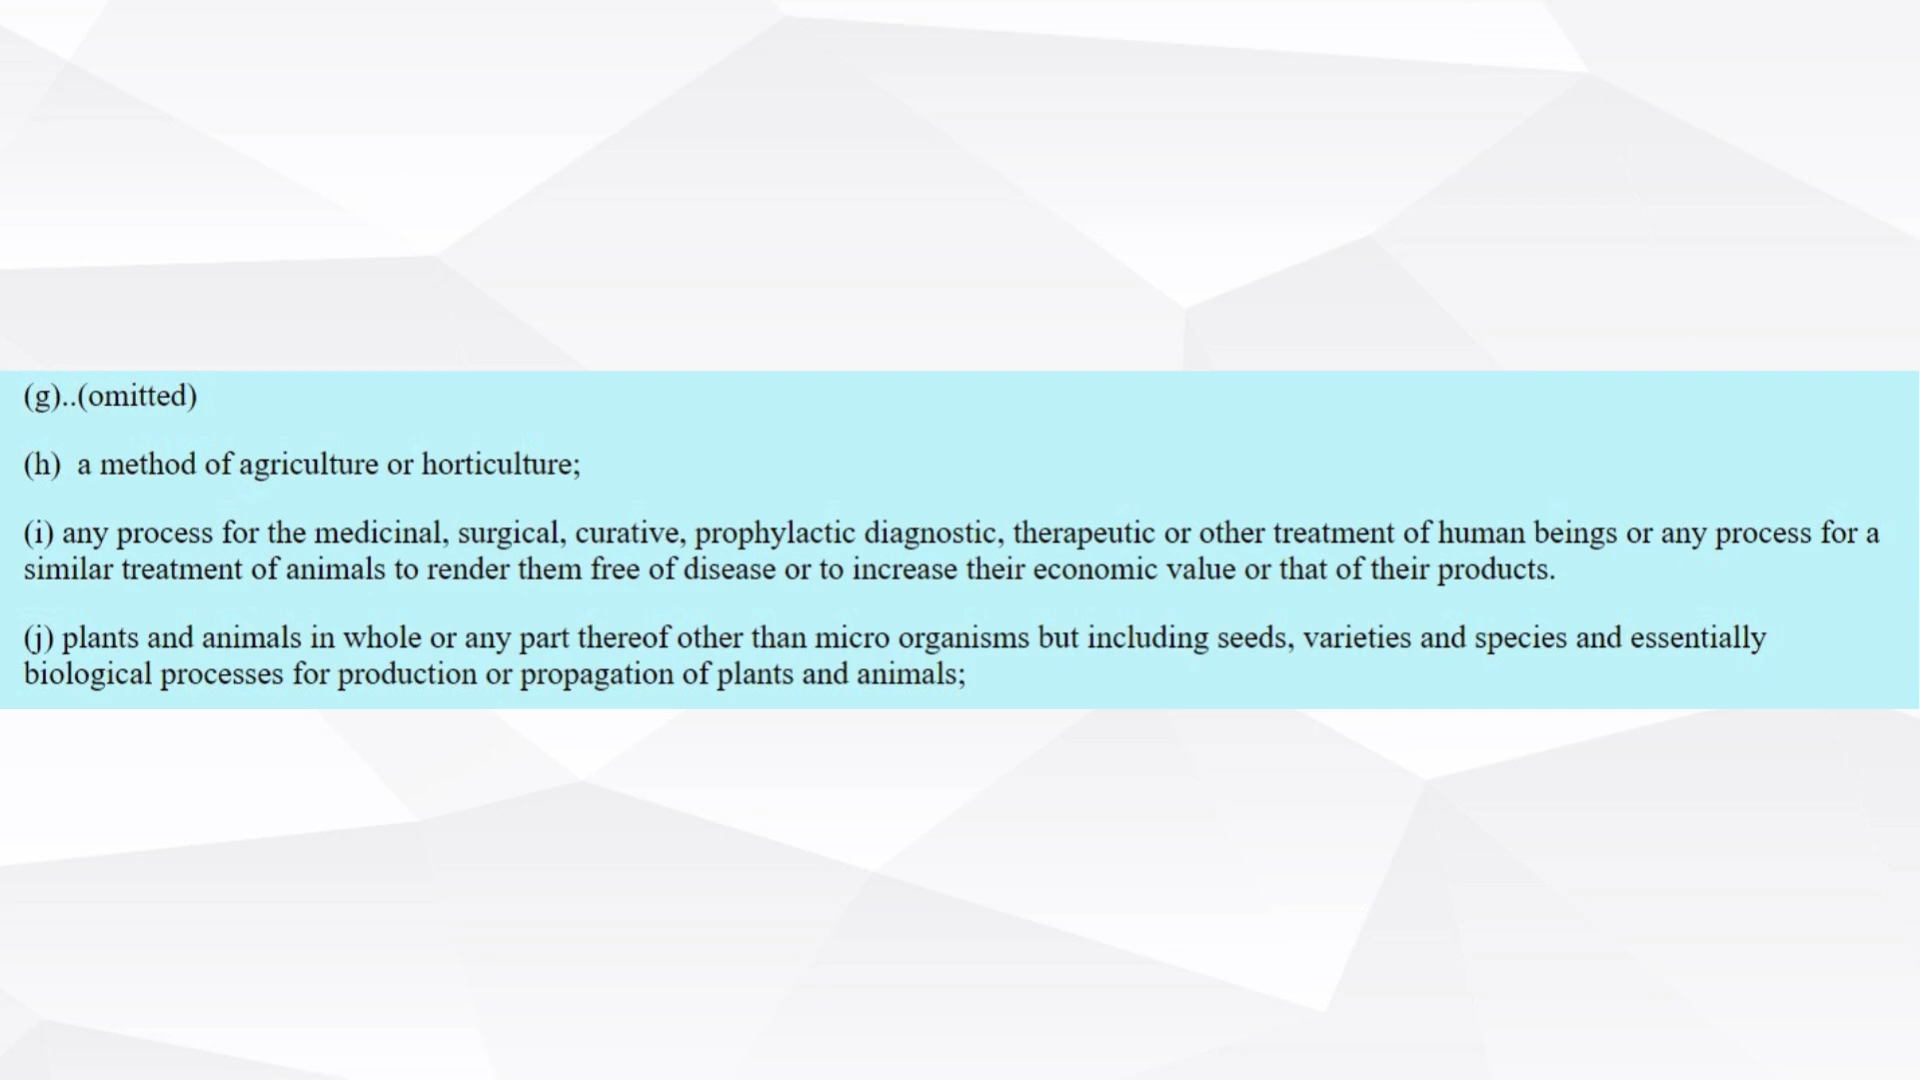 (g)..(omitted)
(h) a method of agriculture or horticulture;
(i) any process for the medicinal, surgical, curative, prophylactic diagnostic, therapeutic or other treatment of human beings or any process for a
similar treatment of animals to render them free of disease or to increase their economic value or that of their products.
(j) plants and animals in whole or any part thereof other than micro organisms but including seeds, varieties and species and essentially
biological processes for production or propagation of plants and animals;